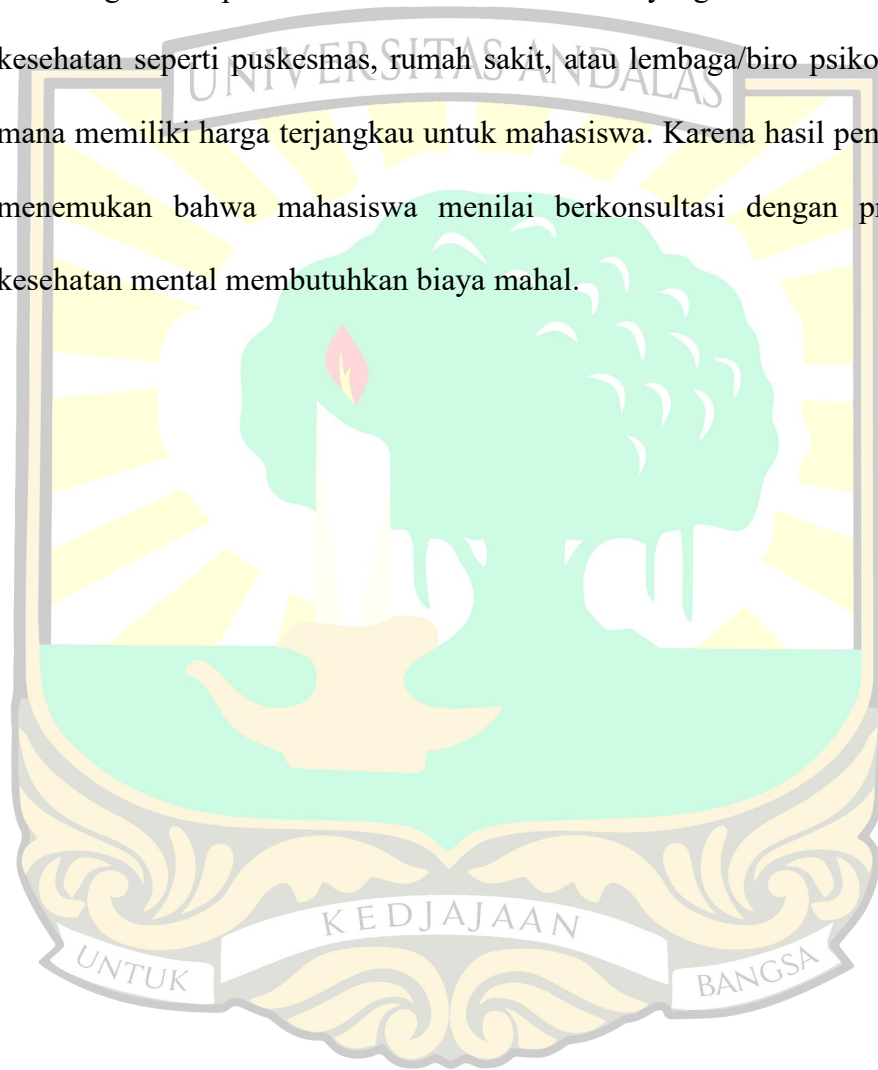 kesehatan seperti puskesmas, rumah sakit, atau lembaga/biro psiko
mana memiliki harga terjangkau untuk mahasiswa. Karena hasil pen
menemukan bahwa mahasiswa menilai berkonsultasi dengan pr
kesehatan mental membutuhkan biaya mahal.
UNIVERSITAS ANDALAS
UNTUK KEDJAJAAN BANGSA